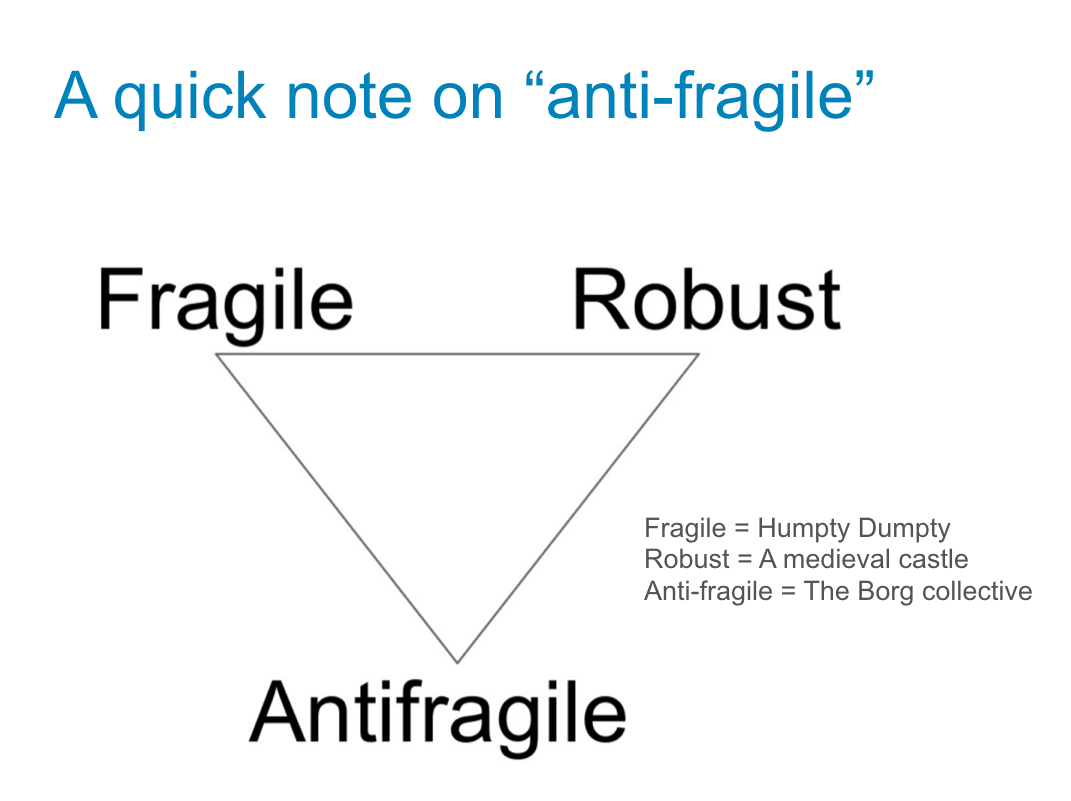 A quick note on “anti-fragile”
Fragile
Robust
Fragile = Humpty Dumpty
Robust = A medieval castle
Anti-fragile = The Borg collective
Antifragile